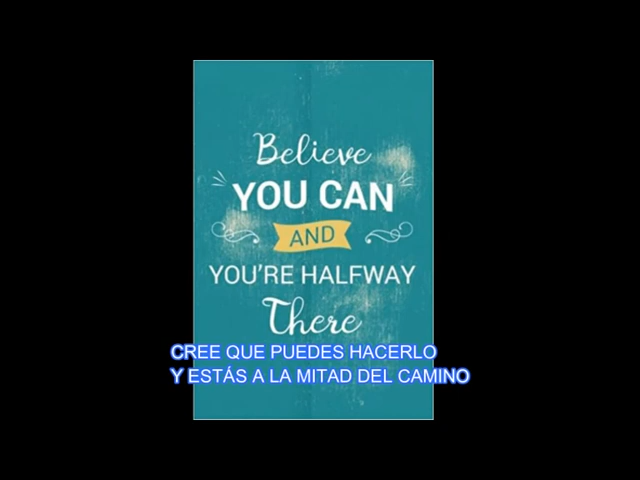 Believe
YOU CAN
AND
YOU'RE HALFWAY
There
CREE QUE PUEDES HACERLO
Y ESTÁS A LA MITAD DEL CAMINO